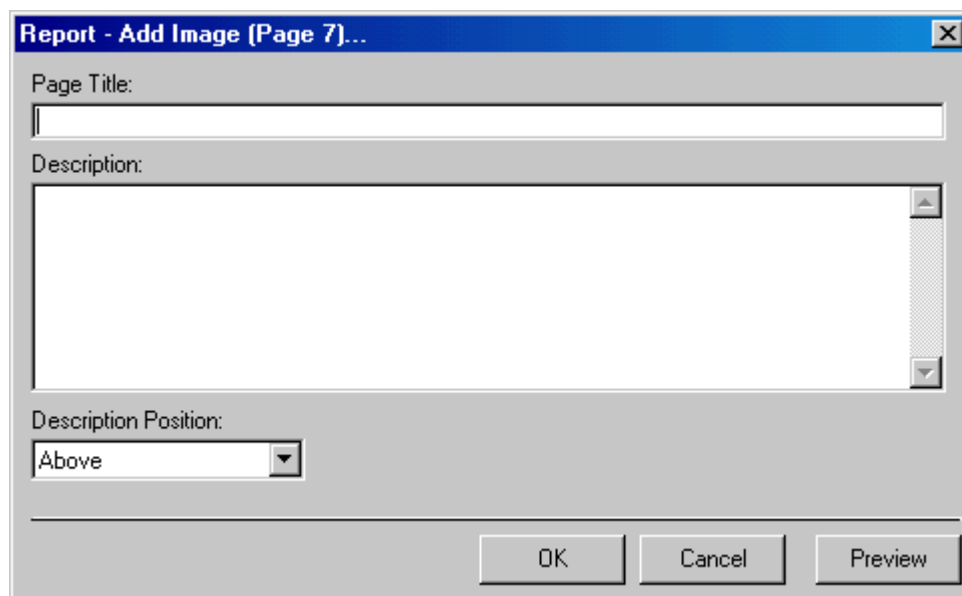 Report - Add Image (Page 7)...
Page Title:
Description:
Description Position:
Above
OK Cancel Preview